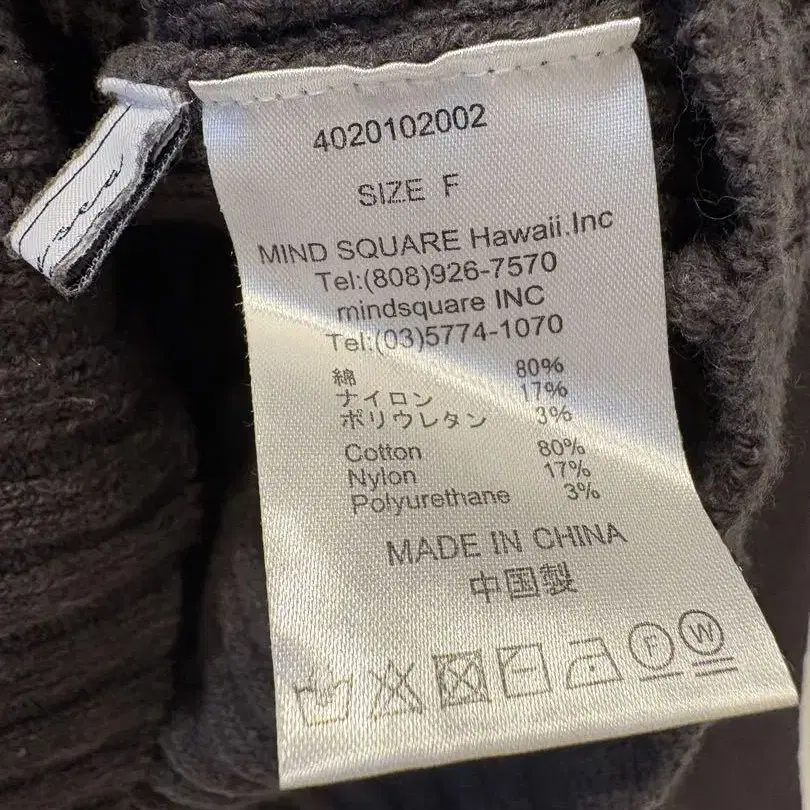 4020102002
SIZE F
MIND SQUARE Hawaii.Inc
Tel:(808)926-7570
mindsquare INC
Tel:(03)5774-1070
綿 80%
ナイロン 17%
ポリウレタン 3%
Cotton 80%
Nylon 17%
Polyurethane 3%
MADE IN CHINA
中国製
F W